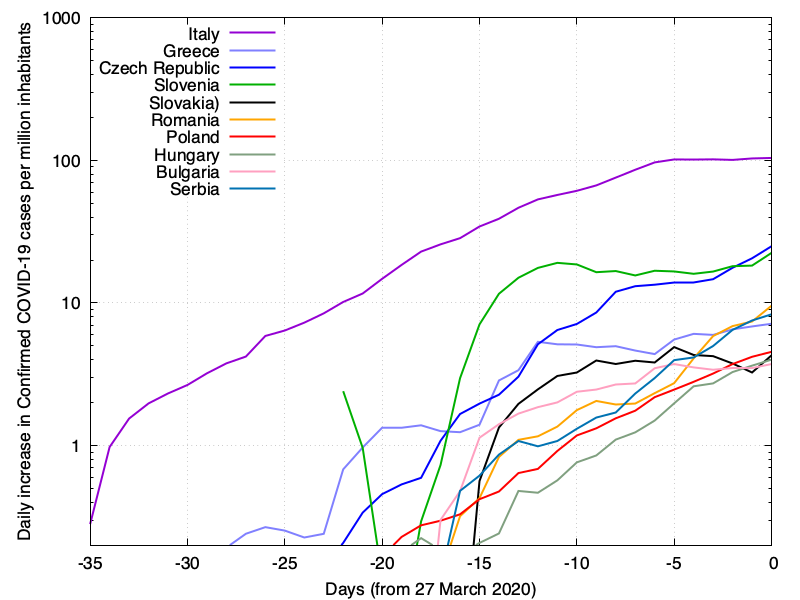 Daily increase in Confirmed COVID-19 cases per million inhabitants
1000
100
10
1
Italy
Greece
Czech Republic
Slovenia
Slovakia)
Romania
Poland
Hungary
Bulgaria
Serbia
-35 -30 -25 -20 -15 -10 -5 0
Days (from 27 March 2020)